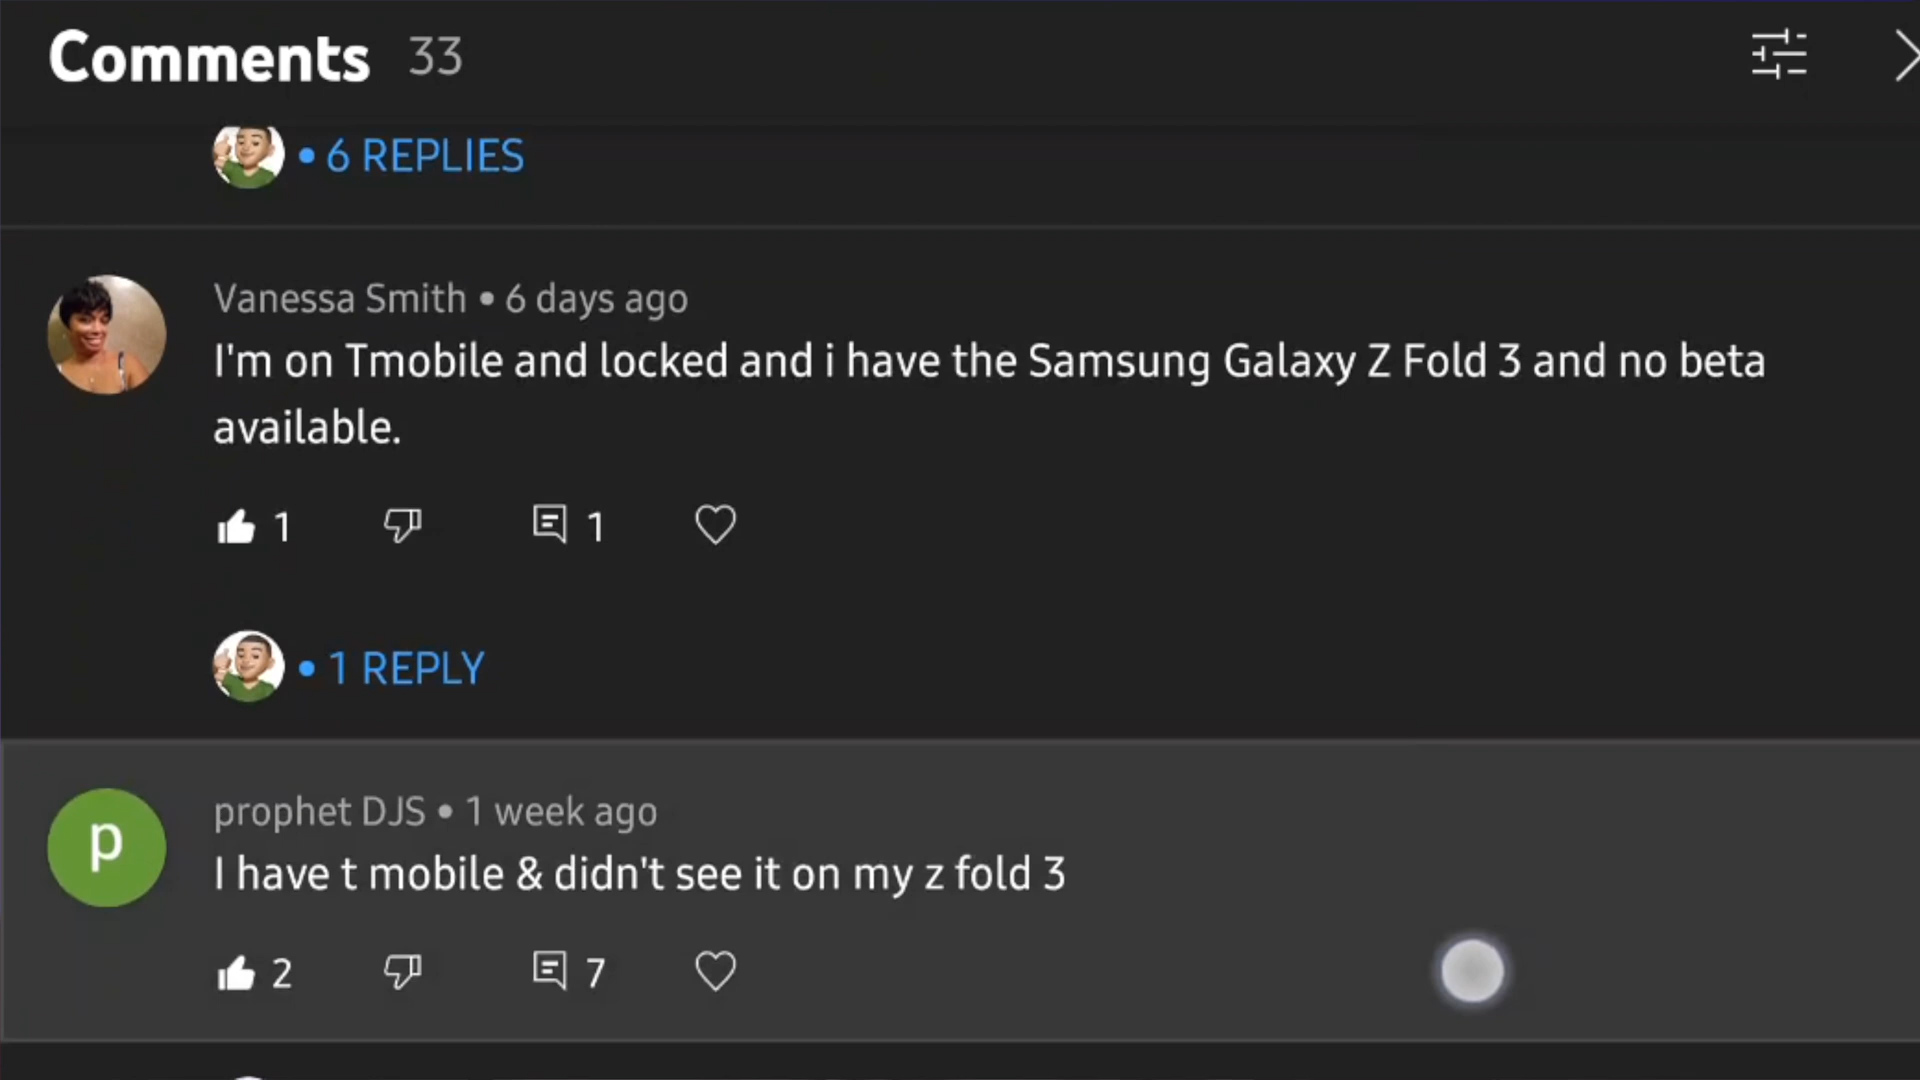 Comments 33
• 6 REPLIES
Vanessa Smith • 6 days ago
I'm on Tmobile and locked and i have the Samsung Galaxy Z Fold 3 and no beta
available.
1 1
• 1 REPLY
p
prophet DJS • 1 week ago
I have t mobile & didn't see it on my z fold 3
2 7